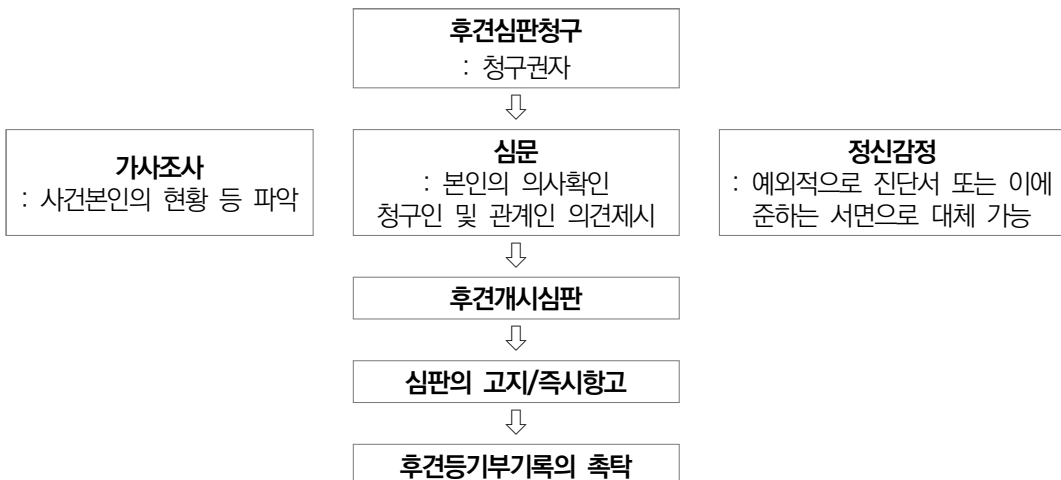 후견심판청구
: 청구권자
⇩
가사조사
: 사건본인의 현황 등 파악
심문
: 본인의 의사확인
청구인 및 관계인 의견제시
정신감정
: 예외적으로 진단서 또는 이에
준하는 서면으로 대체 가능
⇩
후견개시심판
⇩
심판의 고지/즉시항고
⇩
후견등기부기록의 촉탁